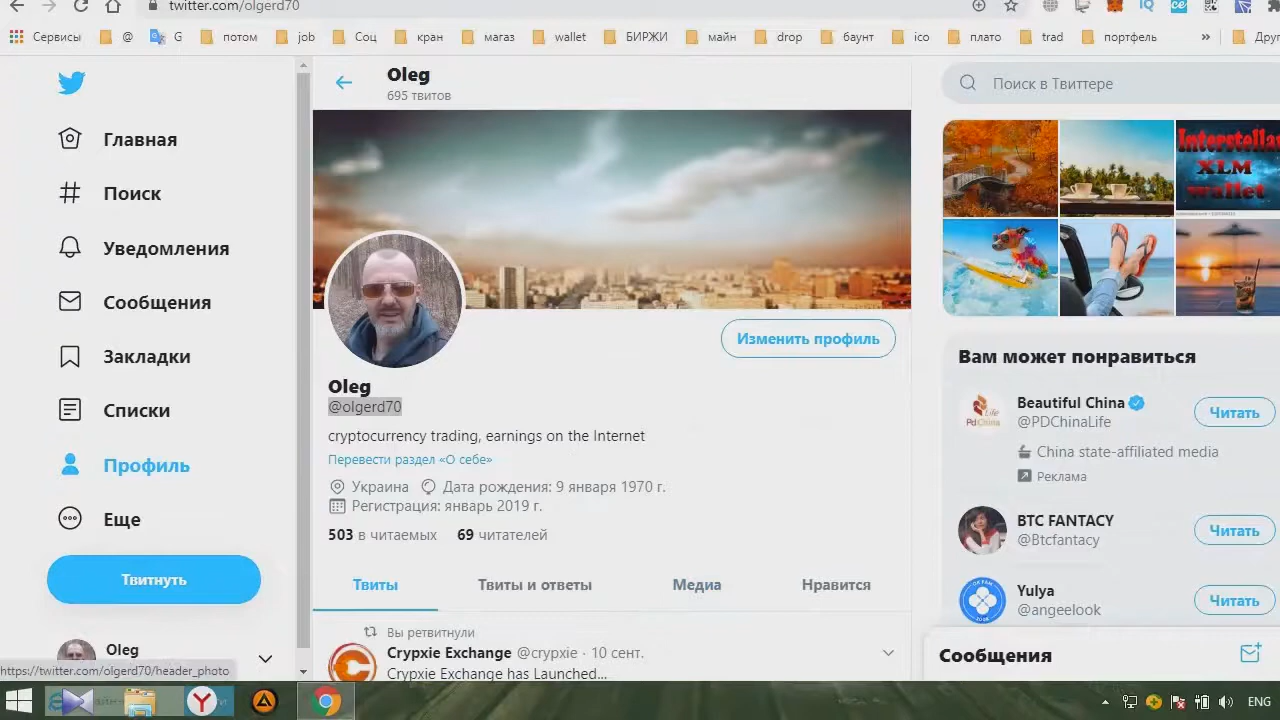 twitter.com/olgerd70
Сервисы
@
G
потом
job
Соц
кран
магаз
wallet
БИРЖИ
майн
drop
баунт
ico
плато
trad
портфель
»
Друг
Главная
Поиск
Уведомления
Сообщения
Закладки
Списки
Профиль
Еще
Твитнуть
Oleg
https://twitter.com/olgerd70/header_photo
Oleg
695 твитов
Изменить профиль
Oleg
@olgerd70
cryptocurrency trading, earnings on the Internet
Перевести раздел «О себе»
Украина Дата рождения: 9 января 1970 г.
Регистрация: январь 2019 г.
503 в читаемых 69 читателей
Твиты Твиты и ответы Медиа Нравится
Вы ретвитнули
Crypxie Exchange @crypxie · 10 сент.
Crypxie Exchange has Launched...
Поиск в Твиттере
Interstellar
XLM
wallet
Вам может понравиться
Beautiful China
@PDChinaLife
Читать
China state-affiliated media
Реклама
BTC FANTACY
@Btcfantacy
Читать
Yulya
@angeelook
Читать
Сообщения
ENG